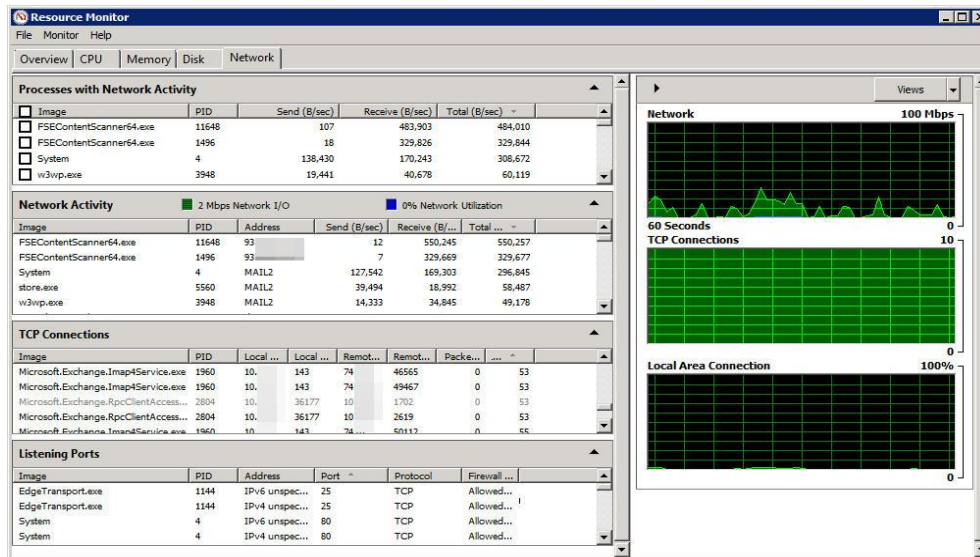 Resource Monitor
File Monitor Help
Overview CPU Memory Disk Network
Processes with Network Activity
Image PID Send (B/sec) Receive (B/sec) Total (B/sec)
FSEContentScanner64.exe 11648 107 483,903 484,010
FSEContentScanner64.exe 1496 18 329,826 329,844
System 4 138,430 170,243 308,672
w3wp.exe 3948 19,441 40,678 60,119
Network Activity 2 Mbps Network I/O 0% Network Utilization
Image PID Address Send (B/sec) Receive (B/... Total ...
FSEContentScanner64.exe 11648 93 12 550,245 550,257
FSEContentScanner64.exe 1496 93 7 329,669 329,677
System 4 MAIL2 127,542 169,303 296,845
store.exe 5560 MAIL2 39,494 18,992 58,487
w3wp.exe 3948 MAIL2 14,333 34,845 49,178
TCP Connections
Image PID Local ... Local ... Remot... Remot... Packe... ...
Microsoft.Exchange.Imap4Service.exe 1960 10. 143 74 46565 0 53
Microsoft.Exchange.Imap4Service.exe 1960 10. 143 74 49467 0 53
Microsoft.Exchange.RpcClientAccess... 2804 10. 36177 10 1702 0 53
Microsoft.Exchange.RpcClientAccess... 2804 10. 36177 10 2619 0 53
Microsoft.Exchange.Imap4Service.exe 1960 10. 143 74.... 50112 0 55
Listening Ports
Image PID Address Port Protocol Firewall ...
EdgeTransport.exe 1144 IPv6 unspec... 25 TCP Allowed...
EdgeTransport.exe 1144 IPv4 unspec... 25 TCP Allowed...
System 4 IPv6 unspec... 80 TCP Allowed...
System 4 IPv4 unspec... 80 TCP Allowed...
Views
Network 100 Mbps
60 Seconds 0
TCP Connections 10
0
Local Area Connection 100%
0